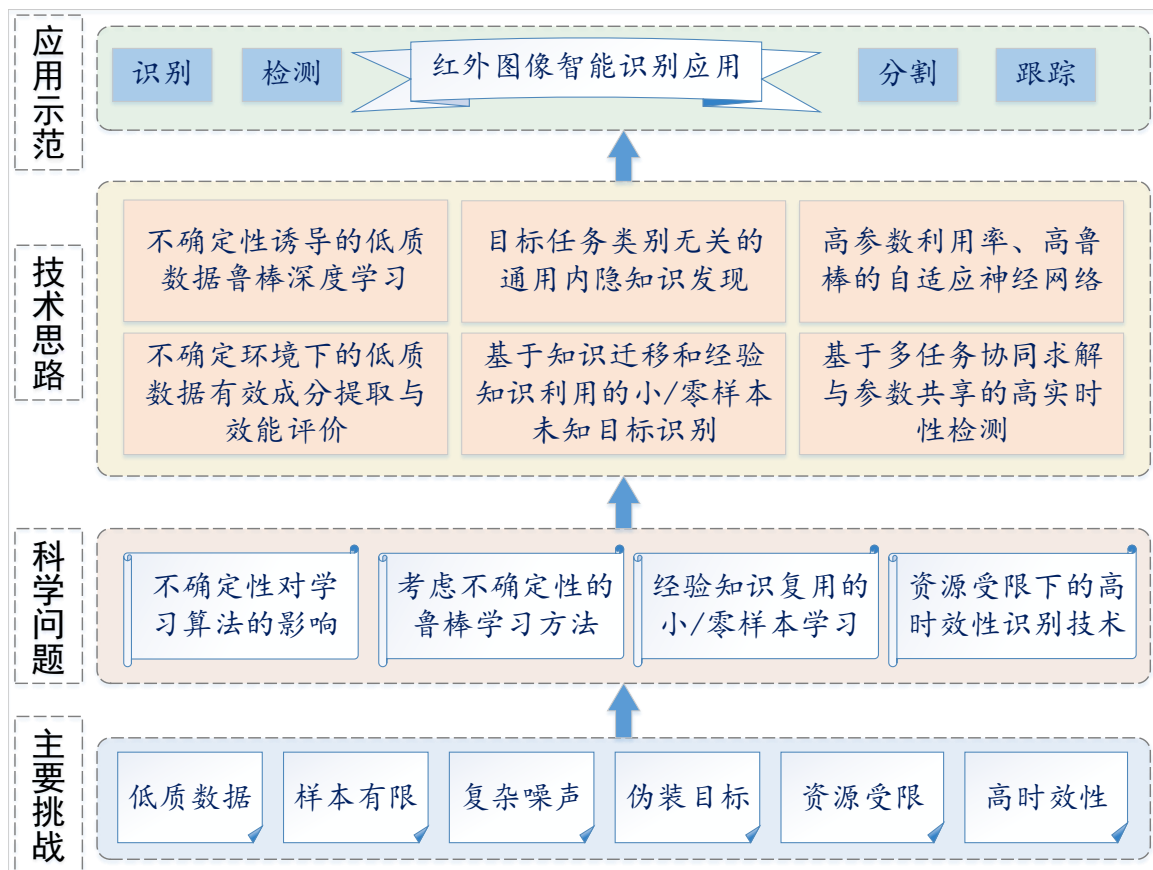 应用示范
识别
检测
红外图像智能识别应用
分割
跟踪
技术思路
不确定性诱导的低质
数据鲁棒深度学习
目标任务类别无关的
通用内隐知识发现
高参数利用率、高鲁
棒的自适应神经网络
不确定环境下的低质
数据有效成分提取与
效能评价
基于知识迁移和经验
知识利用的小/零样本
未知目标识别
基于多任务协同求解
与参数共享的高实时
性检测
科学问题
不确定性对学
习算法的影响
考虑不确定性的
鲁棒学习方法
经验知识复用的
小/零样本学习
资源受限下的高
时效性识别技术
主要挑战
低质数据
样本有限
复杂噪声
伪装目标
资源受限
高时效性